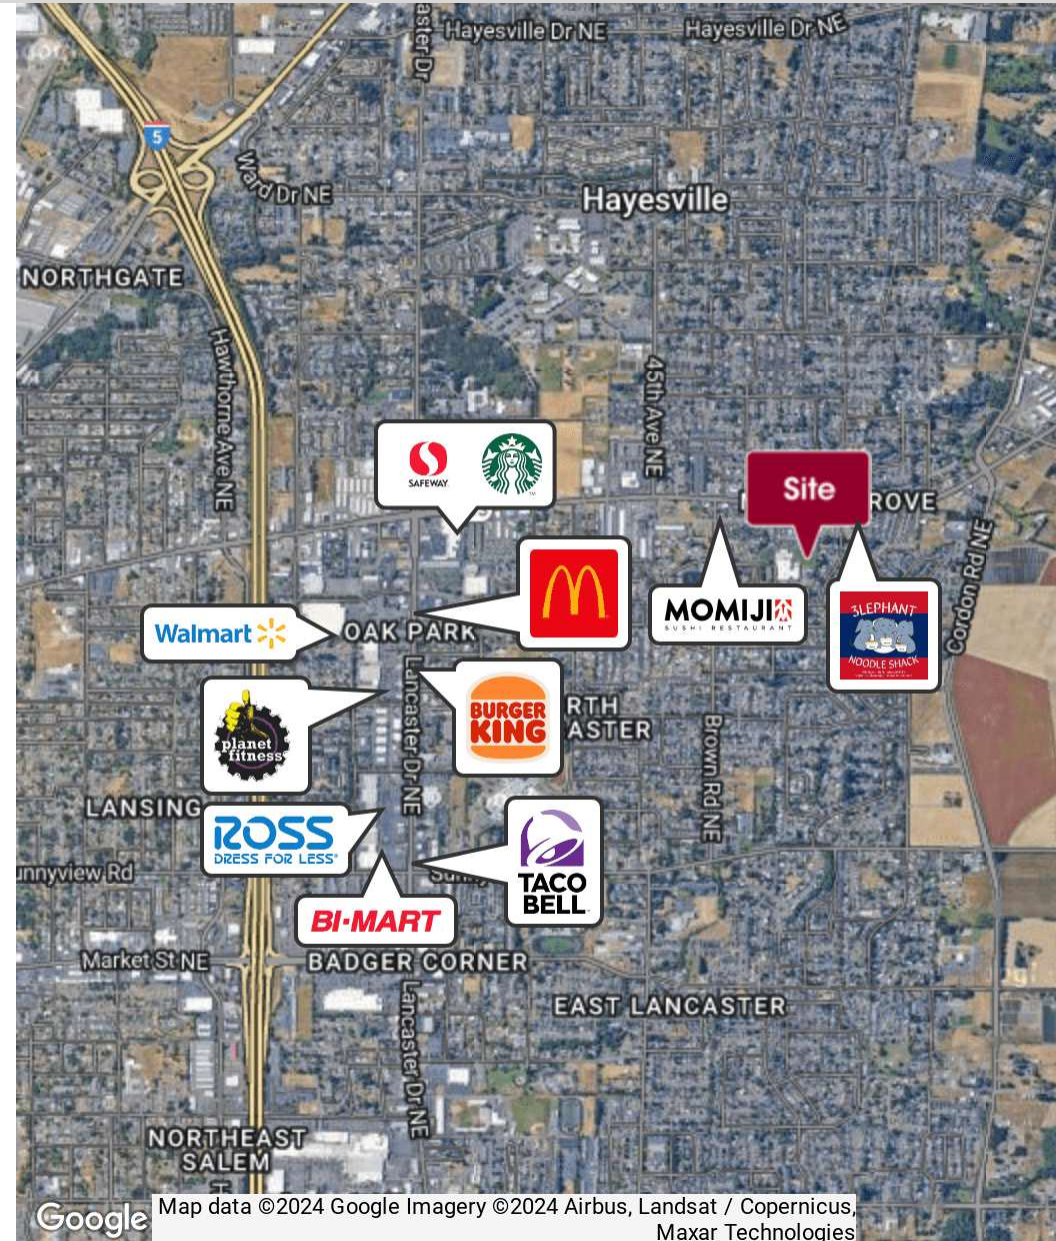 aster Dr
Hayesville Dr NE
Hayesville Dr NE
5
Ward Dr NE
Hayesville
NORTHGATE
Hawthorne Ave NE
45th Ave NE
SAFEWAY
Site
ROVE
Cordon Rd NE
MOMIJI
SUSHI RESTAURANT
3LEPHANT
NOODLE SHACK
Walmart
OAK PARK
Lancaster Dr NE
planet
fitness
BURGER
KING
RTH
ASTER
Brown Rd NE
LANSING
ROSS
DRESS FOR LESS
unnyview Rd
Sunny
TACO
BELL
BI-MART
Market St NE
BADGER CORNER
EAST LANCASTER
Lancaster Dr NE
NORTHEAST
SALEM
Google
Map data ©2024 Google Imagery ©2024 Airbus, Landsat / Copernicus,
Maxar Technologies